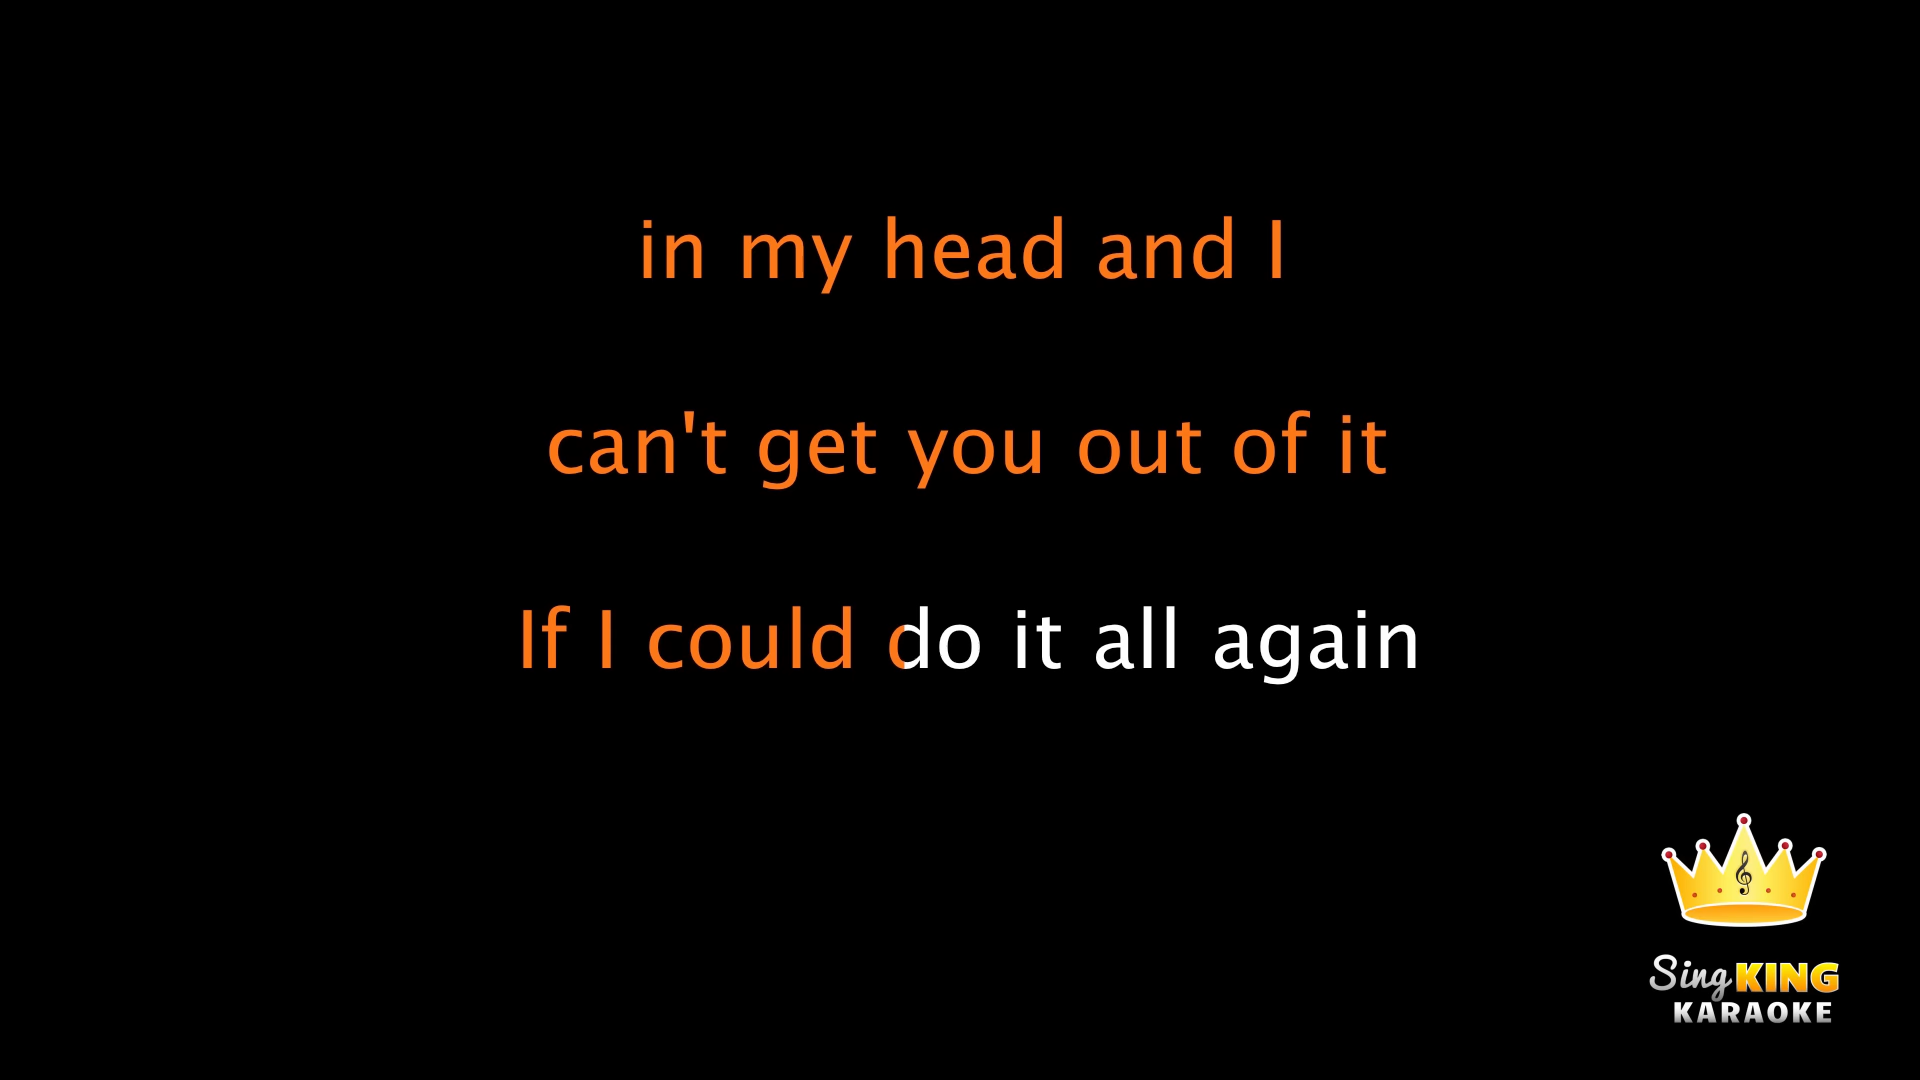 in my head and I
can't get you out of it
If I could do it all again
Sing KING
KARAOKE